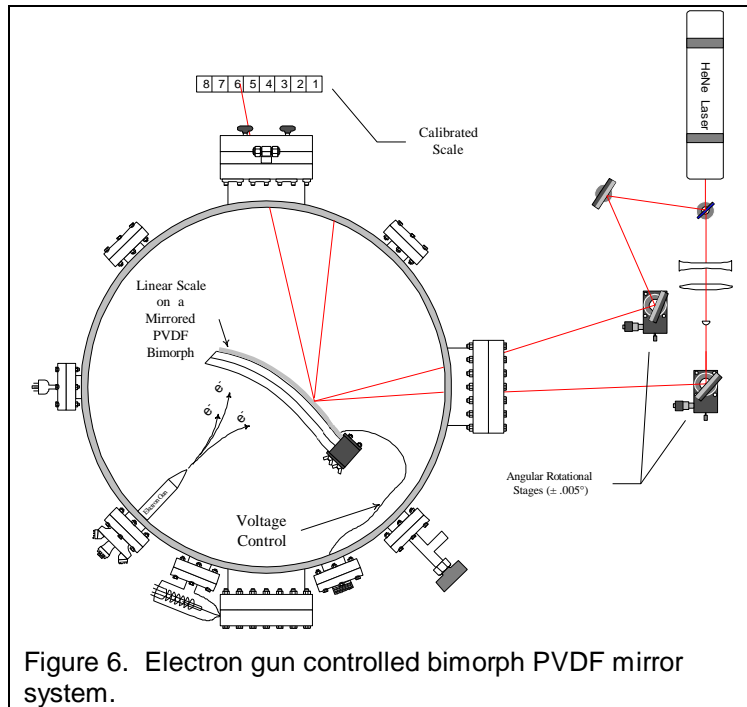 8 7 6 5 4 3 2 1
HeNe Laser
Calibrated
Scale
Linear Scale
on a
Mirrored
PVDF
Bimorph
e-
e-
e-
Electron Gun
Voltage
Control
Angular Rotational
Stages (± .005°)
Figure 6. Electron gun controlled bimorph PVDF mirror
system.